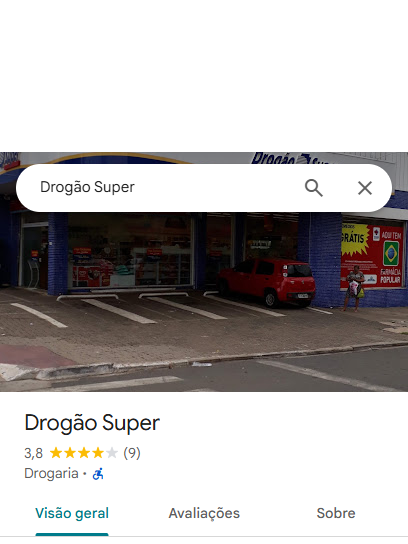 Drogão Super
Drogão Super
GRÁTIS
AQUI TEM
FARMÁCIA
POPULAR
Drogão Super
3,8 (9)
Drogaria ·
Visão geral
Avaliações
Sobre